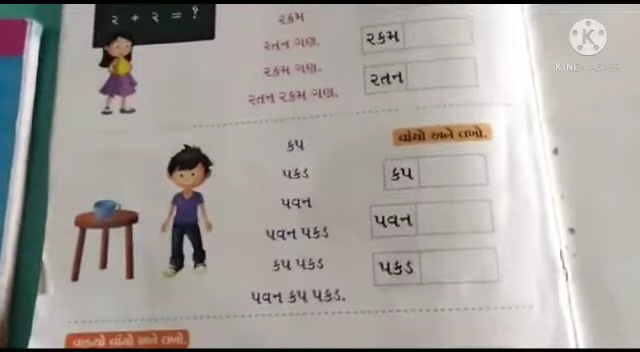 ૨ + ૨ = ?
રકમ
રતન ગણ.
રકમ ગણ.
રતન રકમ ગણ.
રકમ
રતન
K
KINEMASTER
કપ
પકડ
પવન
પવન પકડ
કપ પકડ
પવન કપ પકડ.
વાંચો અને લખો.
કપ
પવન
પકડ
વાક્યો વાંચો અને લખો.